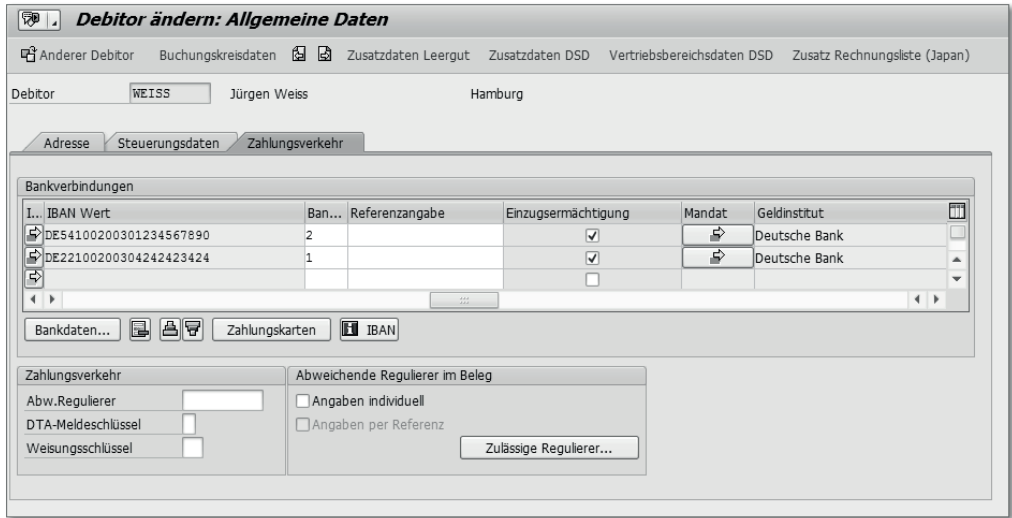 Debitor ändern: Allgemeine Daten
Anderer Debitor Buchungskreisdaten Zusatzdaten Leergut Zusatzdaten DSD Vertriebsbereichsdaten DSD Zusatz Rechnungsliste (Japan)
Debitor WEISS Jürgen Weiss Hamburg
Adresse Steuerungsdaten Zahlungsverkehr
Bankverbindungen
I... IBAN Wert Ban... Referenzangabe Einzugsermächtigung Mandat Geldinstitut
DE54100200301234567890 2 Deutsche Bank
DE22100200304242423424 1 Deutsche Bank
Bankdaten... Zahlungskarten IBAN
Zahlungsverkehr Abweichende Regulierer im Beleg
Abw.Regulierer Angaben individuell
DTA-Meldeschlüssel Angaben per Referenz
Weisungsschlüssel Zulässige Regulierer...